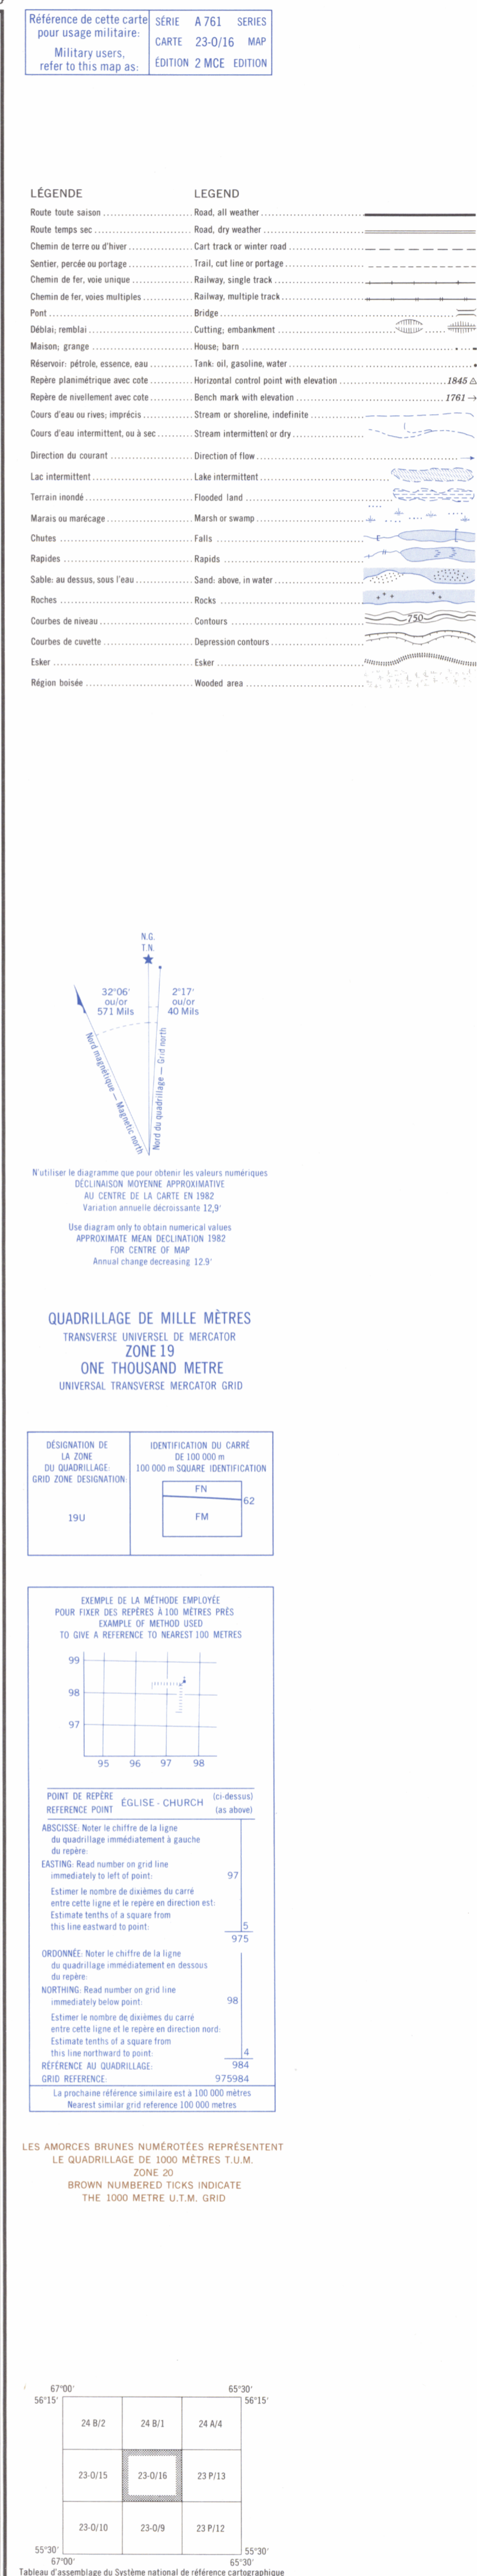 Référence de cette carte
pour usage militaire:
Military users,
refer to this map as:
SÉRIE A 761 SERIES
CARTE 23-O/16 MAP
ÉDITION 2 MCE EDITION
LÉGENDE LEGEND
Route toute saison Road, all weather
Route temps sec Road, dry weather
Chemin de terre ou d'hiver Cart track or winter road
Sentier, percée ou portage Trail, cut line or portage
Chemin de fer, voie unique Railway, single track
Chemin de fer, voies multiples Railway, multiple track
Pont Bridge
Déblai; remblai Cutting; embankment
Maison; grange House; barn
Réservoir: pétrole, essence, eau Tank: oil, gasoline, water
Repère planimétrique avec cote Horizontal control point with elevation 1845
Repère de nivellement avec cote Bench mark with elevation 1761
Cours d'eau ou rives; imprécis Stream or shoreline, indefinite
Cours d'eau intermittent, ou à sec Stream intermittent or dry
Direction du courant Direction of flow
Lac intermittent Lake intermittent
Terrain inondé Flooded land
Marais ou marécage Marsh or swamp
Chutes Falls
Rapides Rapids
Sable: au dessus, sous l'eau Sand: above, in water
Roches Rocks
Courbes de niveau Contours 750
Courbes de cuvette Depression contours
Esker Esker
Région boisée Wooded area
N.G.
T.N.
32°06'
ou/or
571 Mils
2°17'
ou/or
40 Mils
Nord magnétique — Magnetic north
Nord du quadrillage — Grid north
N'utiliser le diagramme que pour obtenir les valeurs numériques
DÉCLINAISON MOYENNE APPROXIMATIVE
AU CENTRE DE LA CARTE EN 1982
Variation annuelle décroissante 12,9'
Use diagram only to obtain numerical values
APPROXIMATE MEAN DECLINATION 1982
FOR CENTRE OF MAP
Annual change decreasing 12.9'
QUADRILLAGE DE MILLE MÈTRES
TRANSVERSE UNIVERSEL DE MERCATOR
ZONE 19
ONE THOUSAND METRE
UNIVERSAL TRANSVERSE MERCATOR GRID
DÉSIGNATION DE
LA ZONE
DU QUADRILLAGE:
GRID ZONE DESIGNATION:
19U
IDENTIFICATION DU CARRÉ
DE 100 000 m
100 000 m SQUARE IDENTIFICATION
FN
62
FM
EXEMPLE DE LA MÉTHODE EMPLOYÉE
POUR FIXER DES REPÈRES À 100 MÈTRES PRÈS
EXAMPLE OF METHOD USED
TO GIVE A REFERENCE TO NEAREST 100 METRES
99
98
97
95 96 97 98
POINT DE REPÈRE
REFERENCE POINT
ÉGLISE - CHURCH
(ci-dessus)
(as above)
ABSCISSE: Noter le chiffre de la ligne
du quadrillage immédiatement à gauche
du repère:
EASTING: Read number on grid line
immediately to left of point: 97
Estimer le nombre de dixièmes du carré
entre cette ligne et le repère en direction est:
Estimate tenths of a square from
this line eastward to point: 5
975
ORDONNÉE: Noter le chiffre de la ligne
du quadrillage immédiatement en dessous
du repère:
NORTHING: Read number on grid line
immediately below point: 98
Estimer le nombre de dixièmes du carré
entre cette ligne et le repère en direction nord:
Estimate tenths of a square from
this line northward to point: 4
RÉFÉRENCE AU QUADRILLAGE: 984
GRID REFERENCE: 975984
La prochaine référence similaire est à 100 000 mètres
Nearest similar grid reference 100 000 metres
LES AMORCES BRUNES NUMÉROTÉES REPRÉSENTENT
LE QUADRILLAGE DE 1000 MÈTRES T.U.M.
ZONE 20
BROWN NUMBERED TICKS INDICATE
THE 1000 METRE U.T.M. GRID
67°00' 65°30'
56°15' 56°15'
24 B/2 24 B/1 24 A/4
23-O/15 23-O/16 23 P/13
23-O/10 23-O/9 23 P/12
55°30' 55°30'
67°00' 65°30'
Tableau d'assemblage du Système national de référence cartographique